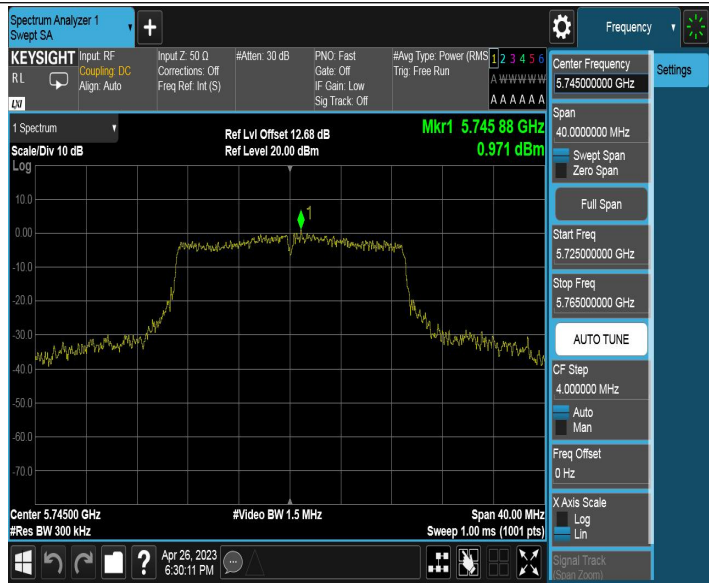 Spectrum Analyzer 1
Swept SA
+
Frequency
KEYSIGHT
RL
LXI
Input: RF
Coupling: DC
Align: Auto
Input Z: 50 Ω
Corrections: Off
Freq Ref: Int (S)
#Atten: 30 dB
PNO: Fast
Gate: Off
IF Gain: Low
Sig Track: Off
#Avg Type: Power (RMS
Trig: Free Run
1 2 3 4 5 6
A W W W W W
A A A A A A
1 Spectrum
Scale/Div 10 dB
Log
Ref Lvl Offset 12.68 dB
Ref Level 20.00 dBm
Mkr1 5.745 88 GHz
0.971 dBm
1
10.0
0.00
-10.0
-20.0
-30.0
-40.0
-50.0
-60.0
-70.0
Center 5.74500 GHz
#Res BW 300 kHz
#Video BW 1.5 MHz
Span 40.00 MHz
Sweep 1.00 ms (1001 pts)
Center Frequency
5.745000000 GHz
Settings
Span
40.0000000 MHz
Swept Span
Zero Span
Full Span
Start Freq
5.725000000 GHz
Stop Freq
5.765000000 GHz
AUTO TUNE
CF Step
4.000000 MHz
Auto
Man
Freq Offset
0 Hz
X Axis Scale
Log
Lin
Signal Track
(Span Zoom)
?
Apr 26, 2023
6:30:11 PM